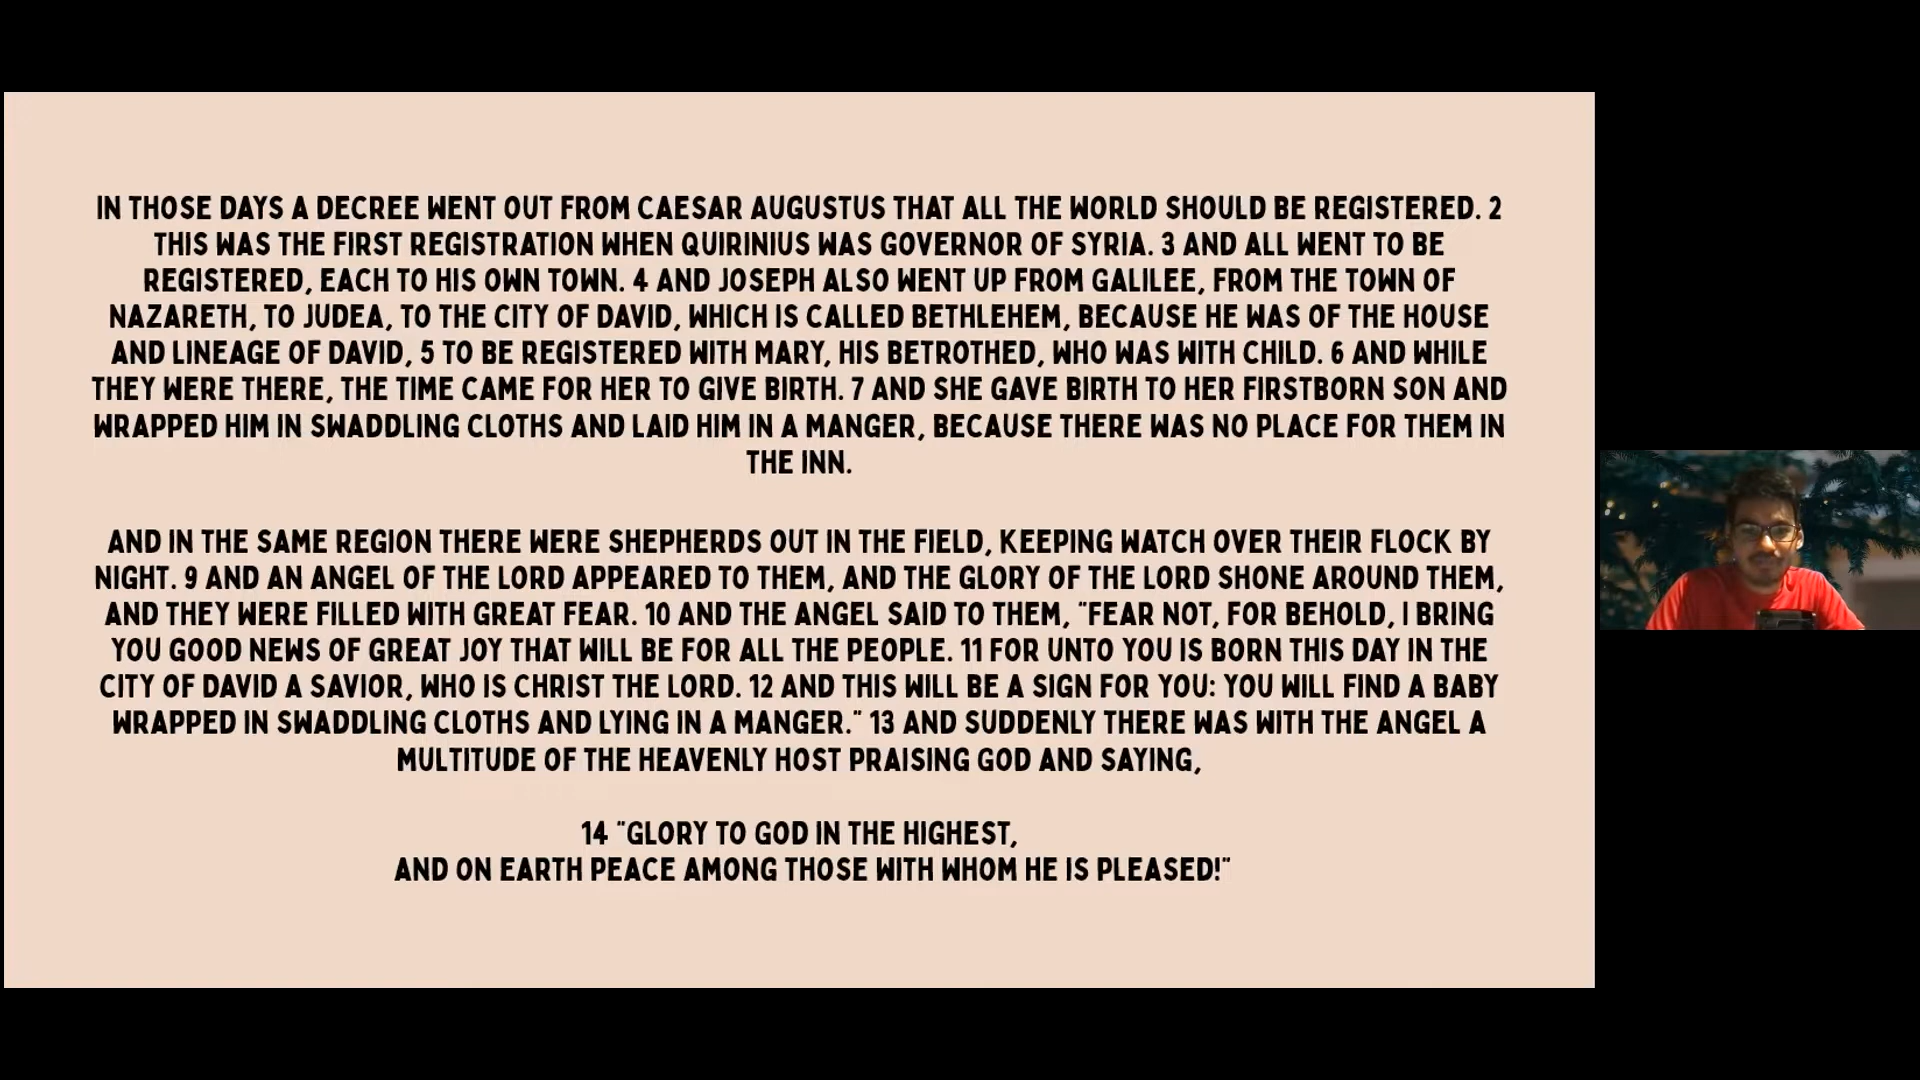 IN THOSE DAYS A DECREE WENT OUT FROM CAESAR AUGUSTUS THAT ALL THE WORLD SHOULD BE REGISTERED. 2
THIS WAS THE FIRST REGISTRATION WHEN QUIRINIUS WAS GOVERNOR OF SYRIA. 3 AND ALL WENT TO BE
REGISTERED, EACH TO HIS OWN TOWN. 4 AND JOSEPH ALSO WENT UP FROM GALILEE, FROM THE TOWN OF
NAZARETH, TO JUDEA, TO THE CITY OF DAVID, WHICH IS CALLED BETHLEHEM, BECAUSE HE WAS OF THE HOUSE
AND LINEAGE OF DAVID, 5 TO BE REGISTERED WITH MARY, HIS BETROTHED, WHO WAS WITH CHILD. 6 AND WHILE
THEY WERE THERE, THE TIME CAME FOR HER TO GIVE BIRTH. 7 AND SHE GAVE BIRTH TO HER FIRSTBORN SON AND
WRAPPED HIM IN SWADDLING CLOTHS AND LAID HIM IN A MANGER, BECAUSE THERE WAS NO PLACE FOR THEM IN
THE INN.
AND IN THE SAME REGION THERE WERE SHEPHERDS OUT IN THE FIELD, KEEPING WATCH OVER THEIR FLOCK BY
NIGHT. 9 AND AN ANGEL OF THE LORD APPEARED TO THEM, AND THE GLORY OF THE LORD SHONE AROUND THEM,
AND THEY WERE FILLED WITH GREAT FEAR. 10 AND THE ANGEL SAID TO THEM, "FEAR NOT, FOR BEHOLD, I BRING
YOU GOOD NEWS OF GREAT JOY THAT WILL BE FOR ALL THE PEOPLE. 11 FOR UNTO YOU IS BORN THIS DAY IN THE
CITY OF DAVID A SAVIOR, WHO IS CHRIST THE LORD. 12 AND THIS WILL BE A SIGN FOR YOU: YOU WILL FIND A BABY
WRAPPED IN SWADDLING CLOTHS AND LYING IN A MANGER." 13 AND SUDDENLY THERE WAS WITH THE ANGEL A
MULTITUDE OF THE HEAVENLY HOST PRAISING GOD AND SAYING,
14 "GLORY TO GOD IN THE HIGHEST,
AND ON EARTH PEACE AMONG THOSE WITH WHOM HE IS PLEASED!"